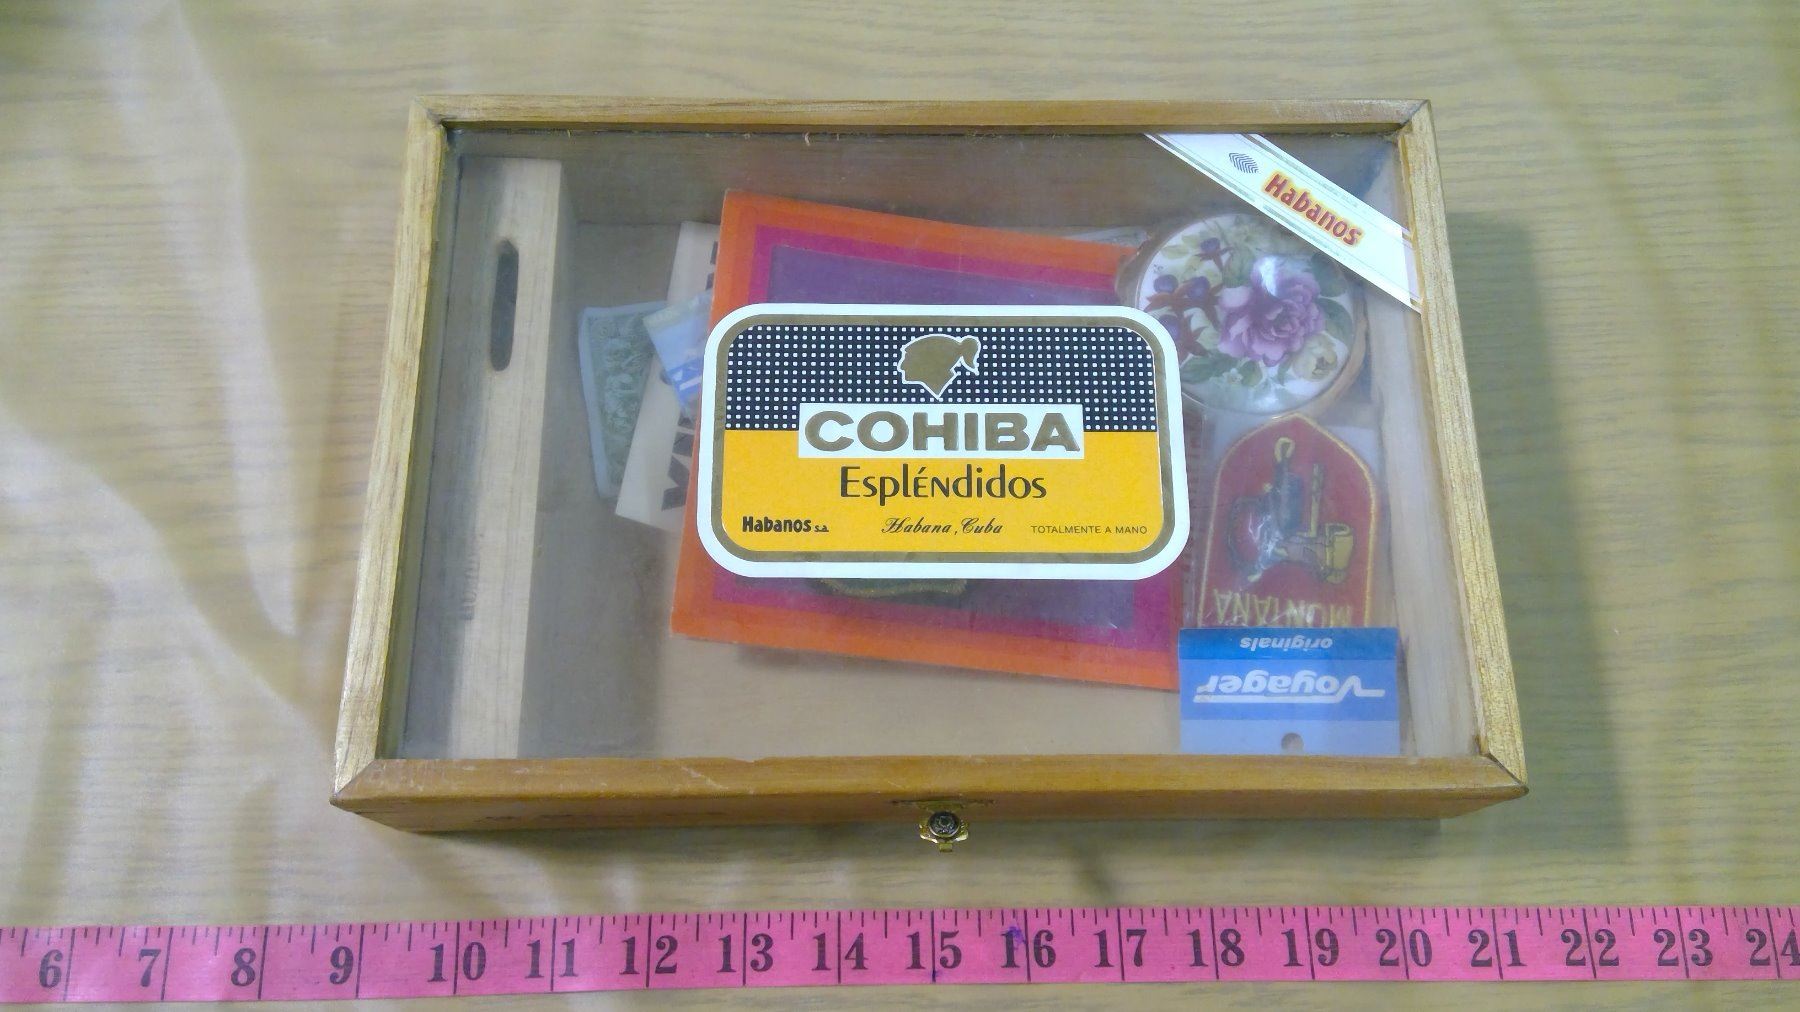 Habanos
COHIBA
EspléNdidos
Habanos s.a. Habana, Cuba TOTALMENTE A MANO
MONTANA
originals
Voyager
6 7 8 9 10 11 12 13 14 15 16 17 18 19 20 21 22 23 24